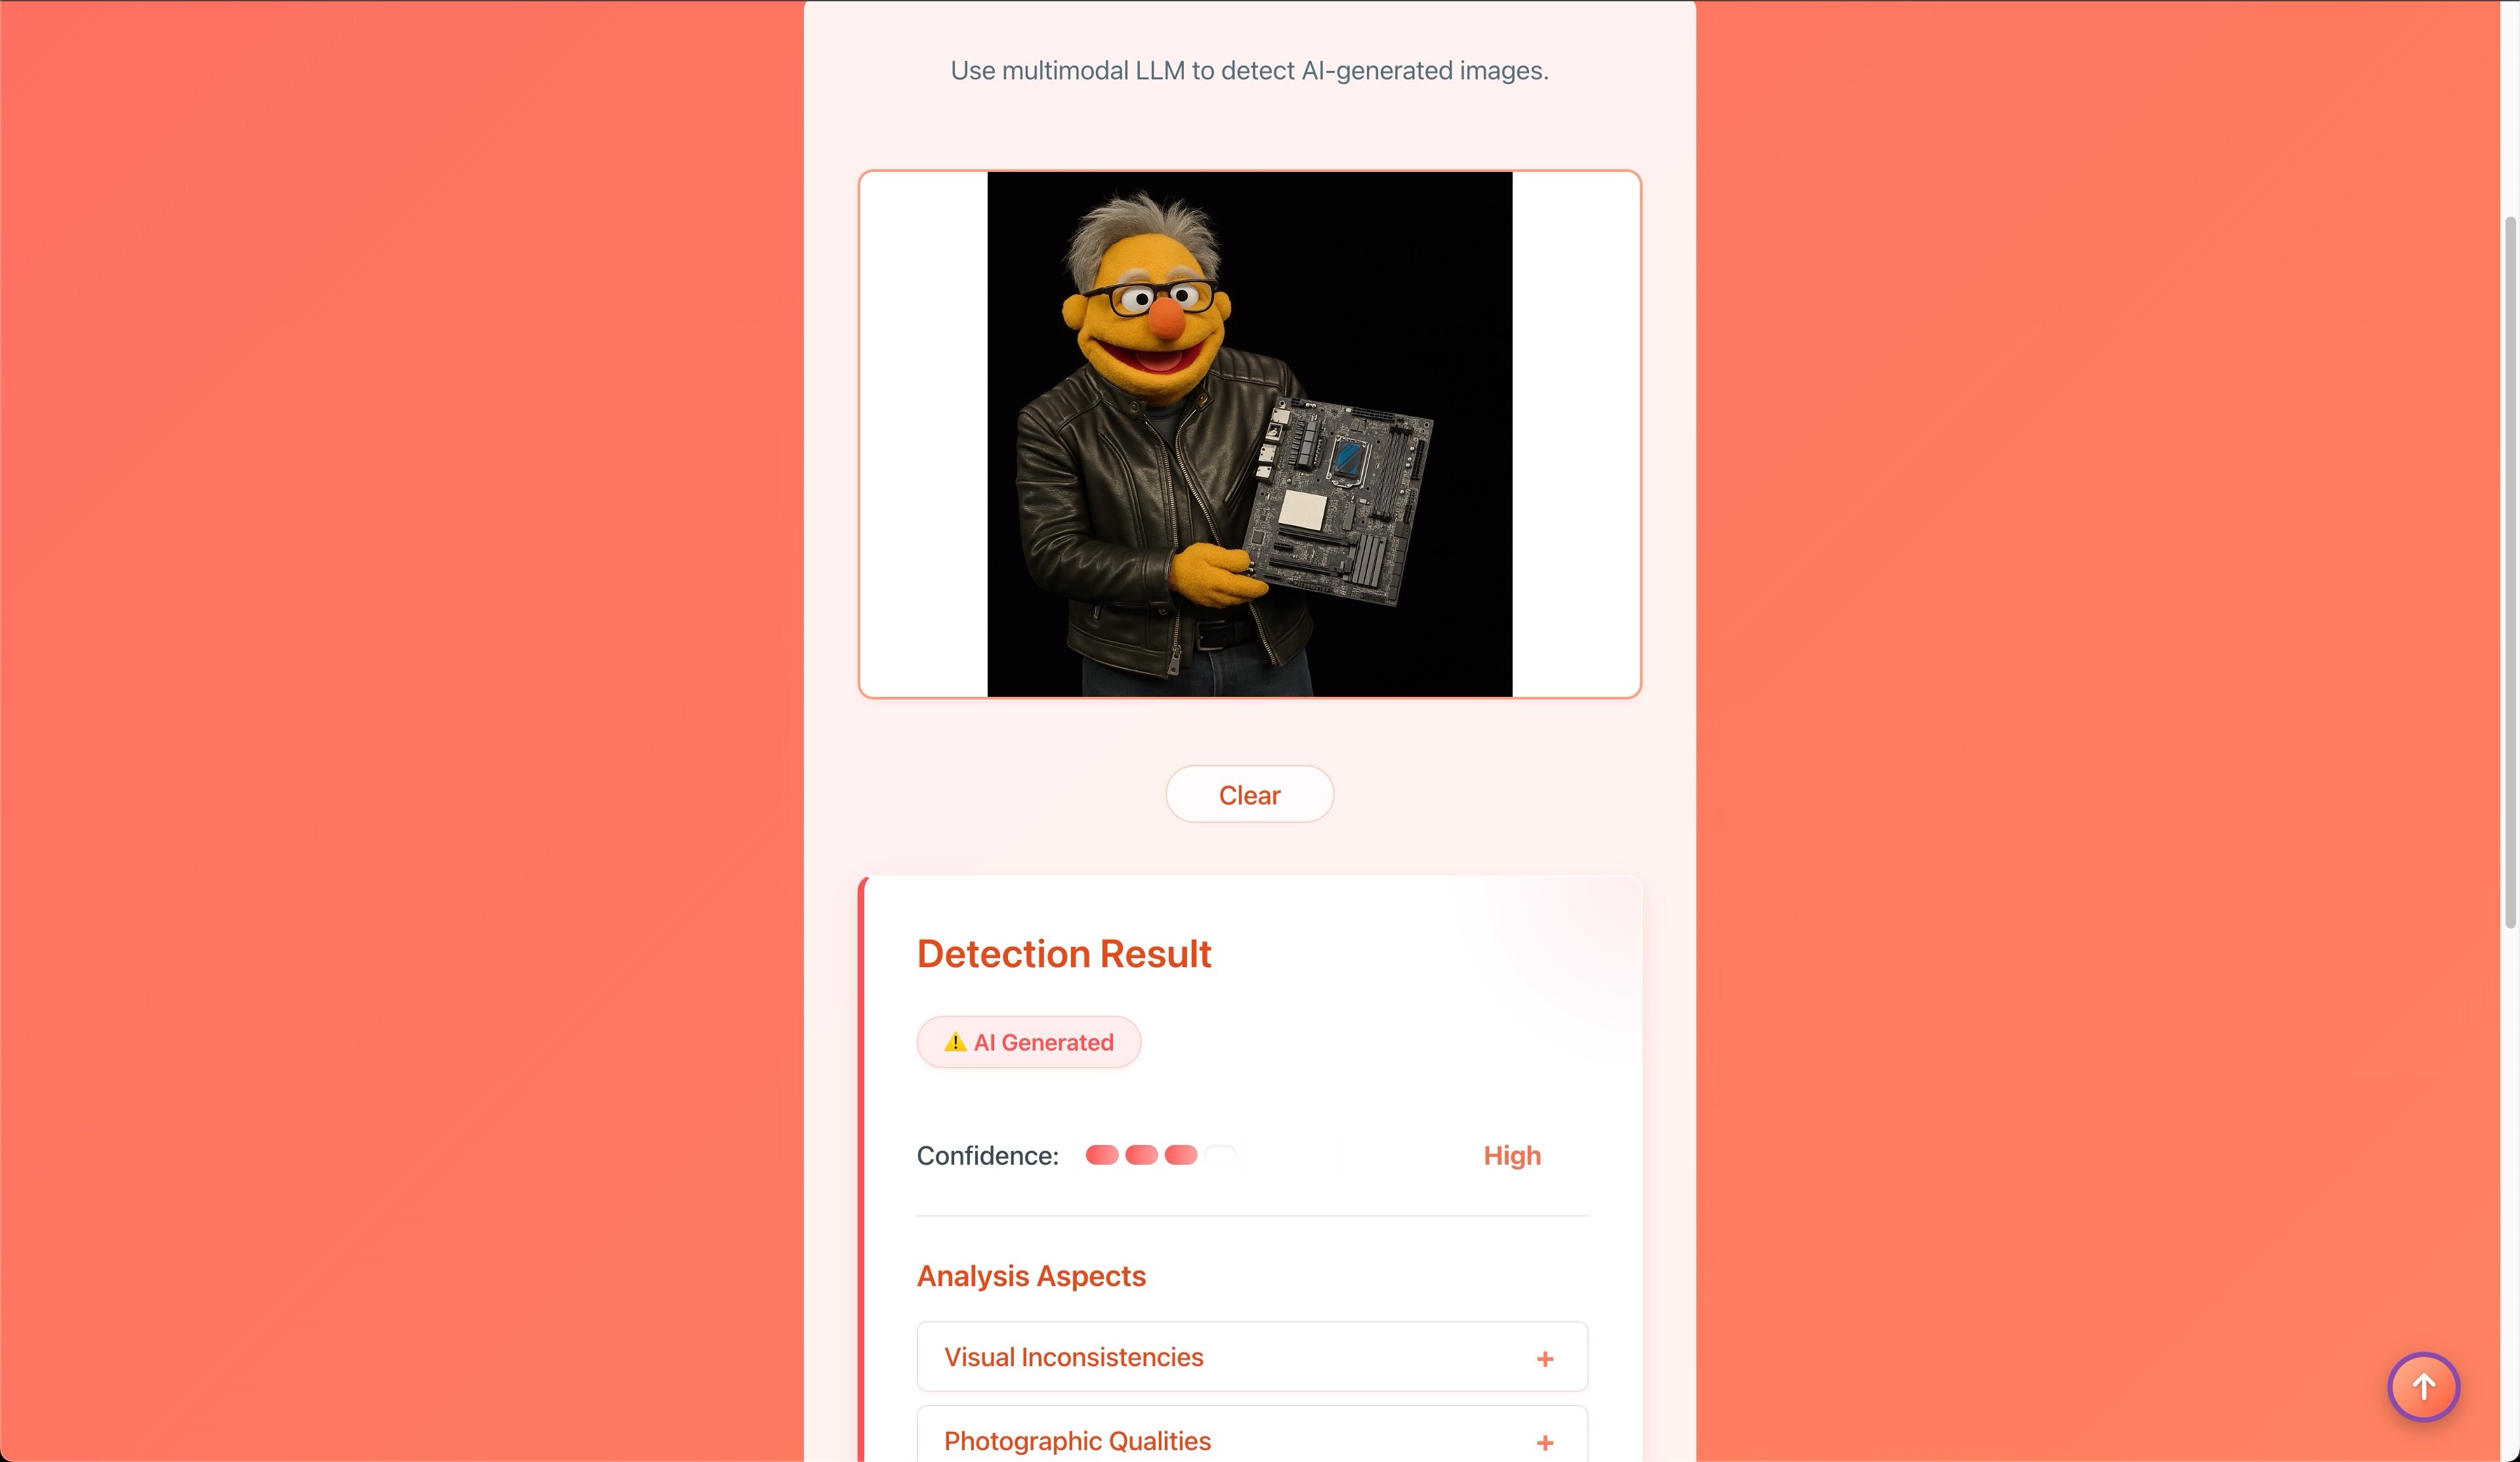 Use multimodal LLM to detect AI-generated images.
Clear
Detection Result
⚠️ AI Generated
Confidence: High
Analysis Aspects
Visual Inconsistencies +
Photographic Qualities +